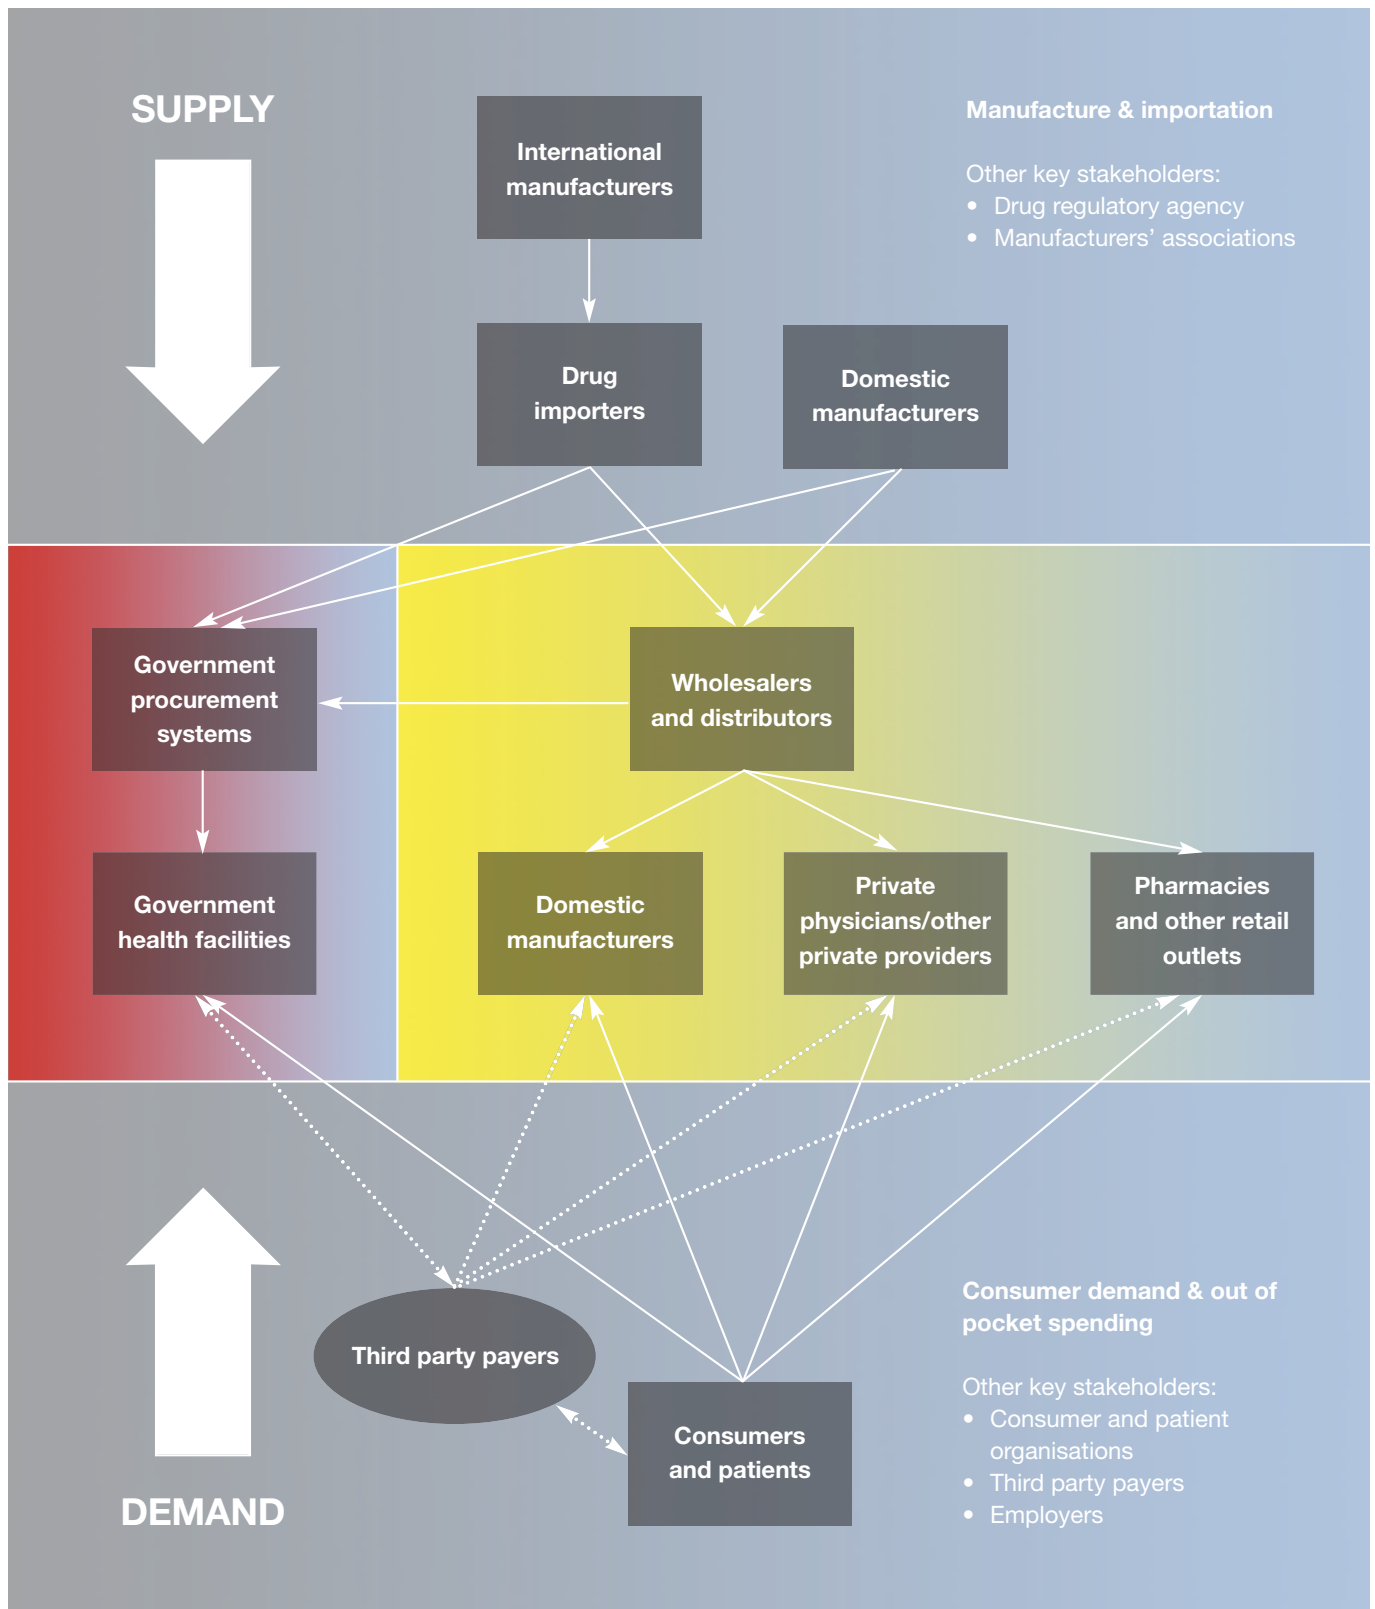 SUPPLY
International
manufacturers
Manufacture & importation
Other key stakeholders:
• Drug regulatory agency
• Manufacturers’ associations
Drug
importers
Domestic
manufacturers
Government
procurement
systems
Wholesalers
and distributors
Government
health facilities
Domestic
manufacturers
Private
physicians/other
private providers
Pharmacies
and other retail
outlets
Third party payers
Consumers
and patients
Consumer demand & out of
pocket spending
Other key stakeholders:
• Consumer and patient
organisations
• Third party payers
• Employers
DEMAND